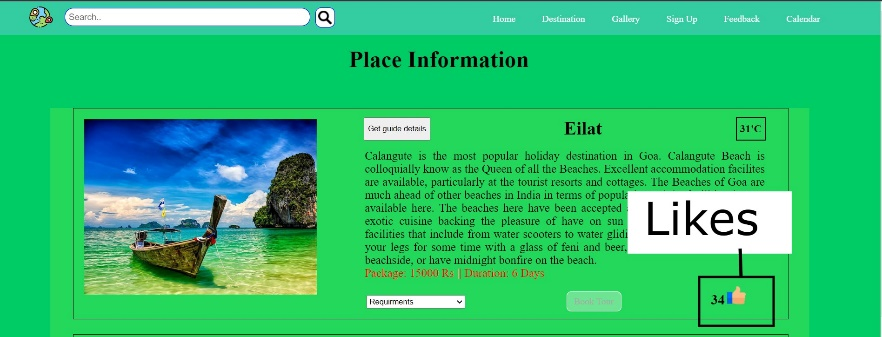 Search..
Home Destination Gallery Sign Up Feedback Calendar
Place Information
Get guide details
Eilat
31°C
Calangute is the most popular holiday destination in Goa. Calangute Beach is
colloquially know as the Queen of all the Beaches. Excellent accommodation facilites
are available, particularly at the tourist resorts and cottages. The Beaches of Goa are
much ahead of other beaches in India in terms of
available here. The beaches here have been accepted
exotic cuisine backing the pleasure of have on sun
facilities that include from water scooters to water
your legs for some time with a glass of feni and beer,
beachside, or have midnight bonfire on the beach.
Package: 15000 Rs | Duration: 6 Days
Likes
Requirments
Book Tour
34